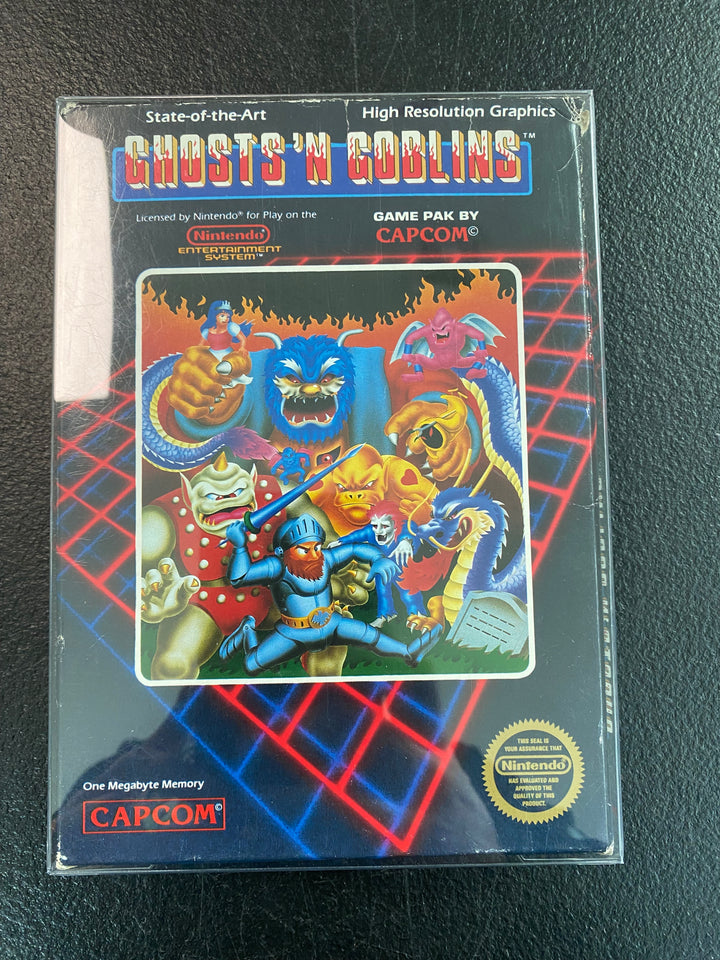 State-of-the-Art High Resolution Graphics
GHOSTS 'N GOBLINS™
Licensed by Nintendo® for Play on the
Nintendo
ENTERTAINMENT
SYSTEM™
GAME PAK BY
CAPCOM©
One Megabyte Memory
CAPCOM©
THIS SEAL IS
YOUR ASSURANCE THAT
Nintendo
HAS EVALUATED AND
APPROVED THE
QUALITY OF THIS
PRODUCT.